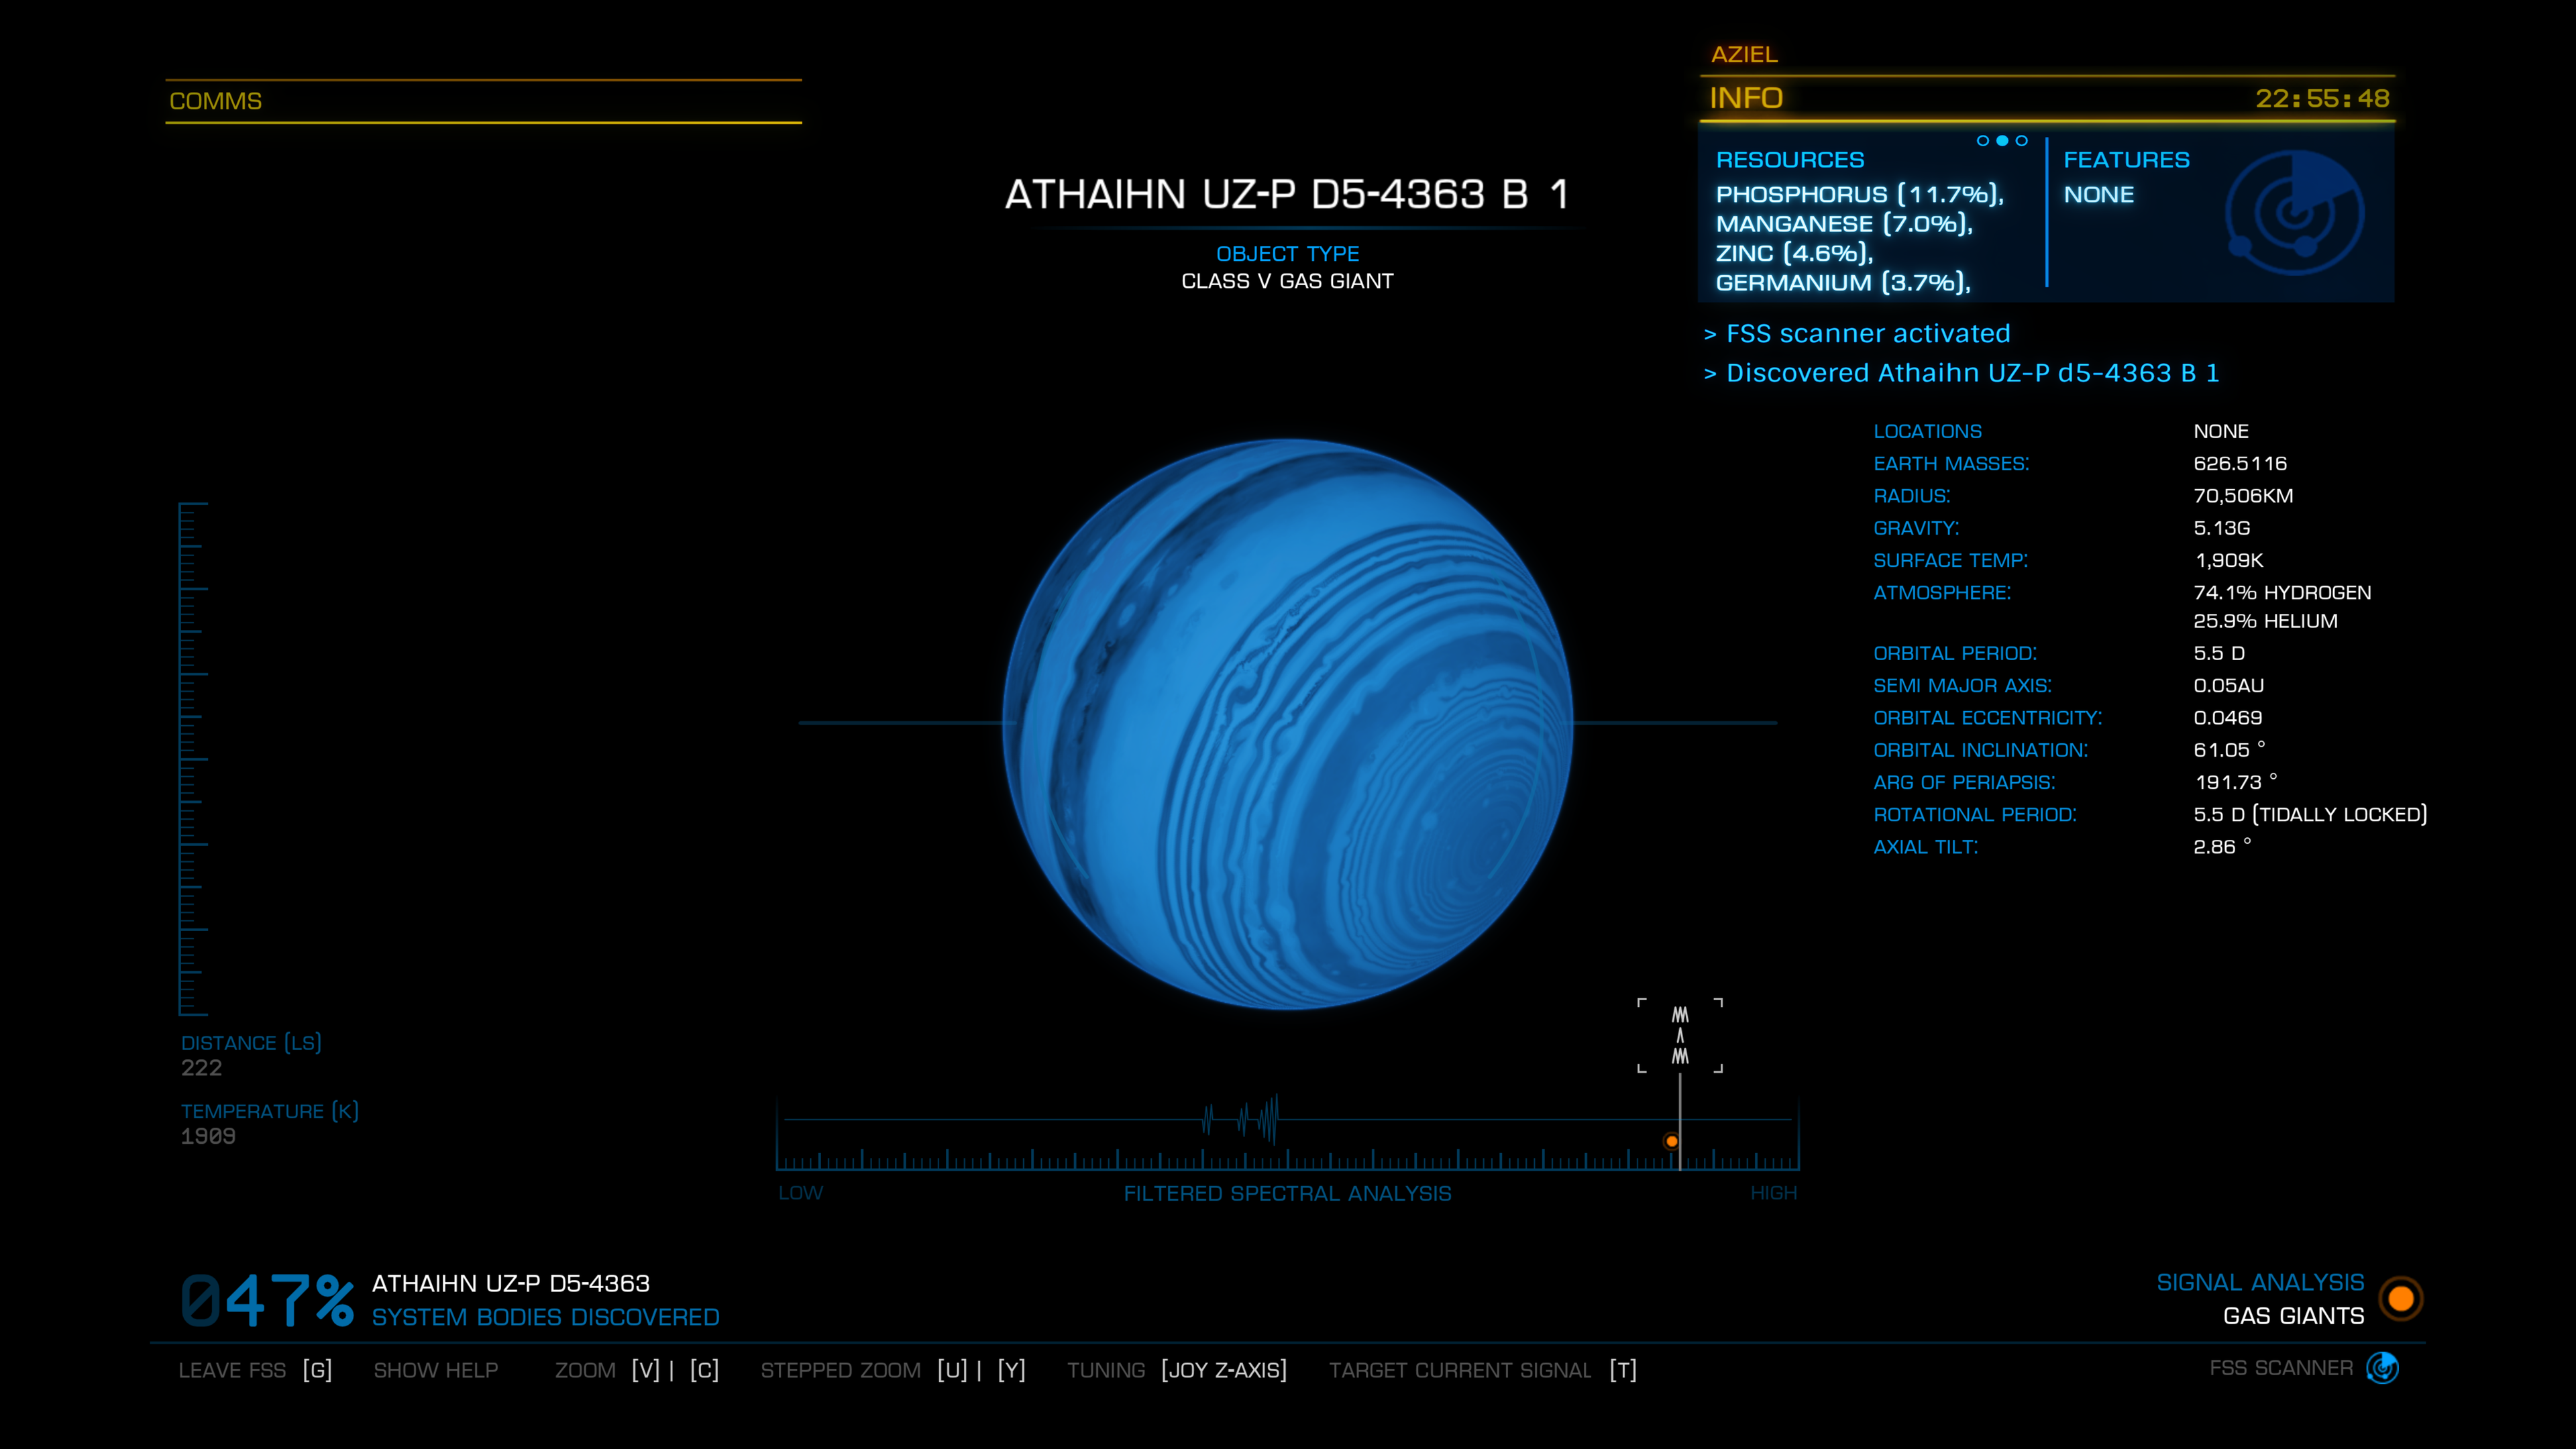 AZIEL
COMMS
INFO 22:55:48
RESOURCES
PHOSPHORUS (11.7%),
MANGANESE (7.0%),
ZINC (4.6%),
GERMANIUM (3.7%),
FEATURES
NONE
ATHAIHN UZ-P D5-4363 B 1
OBJECT TYPE
CLASS V GAS GIANT
> FSS scanner activated
> Discovered Athaihn UZ-P d5-4363 B 1
LOCATIONS NONE
EARTH MASSES: 626.5116
RADIUS: 70,506KM
GRAVITY: 5.13G
SURFACE TEMP: 1,909K
ATMOSPHERE: 74.1% HYDROGEN
25.9% HELIUM
ORBITAL PERIOD: 5.5 D
SEMI MAJOR AXIS: 0.05AU
ORBITAL ECCENTRICITY: 0.0469
ORBITAL INCLINATION: 61.05 °
ARG OF PERIAPSIS: 191.73 °
ROTATIONAL PERIOD: 5.5 D (TIDALLY LOCKED)
AXIAL TILT: 2.86 °
DISTANCE (LS)
222
TEMPERATURE (K)
1909
LOW FILTERED SPECTRAL ANALYSIS HIGH
047% ATHAIHN UZ-P D5-4363
SYSTEM BODIES DISCOVERED
SIGNAL ANALYSIS
GAS GIANTS
LEAVE FSS [G] SHOW HELP ZOOM [V] | [C] STEPPED ZOOM [U] | [Y] TUNING [JOY Z-AXIS] TARGET CURRENT SIGNAL [T] FSS SCANNER